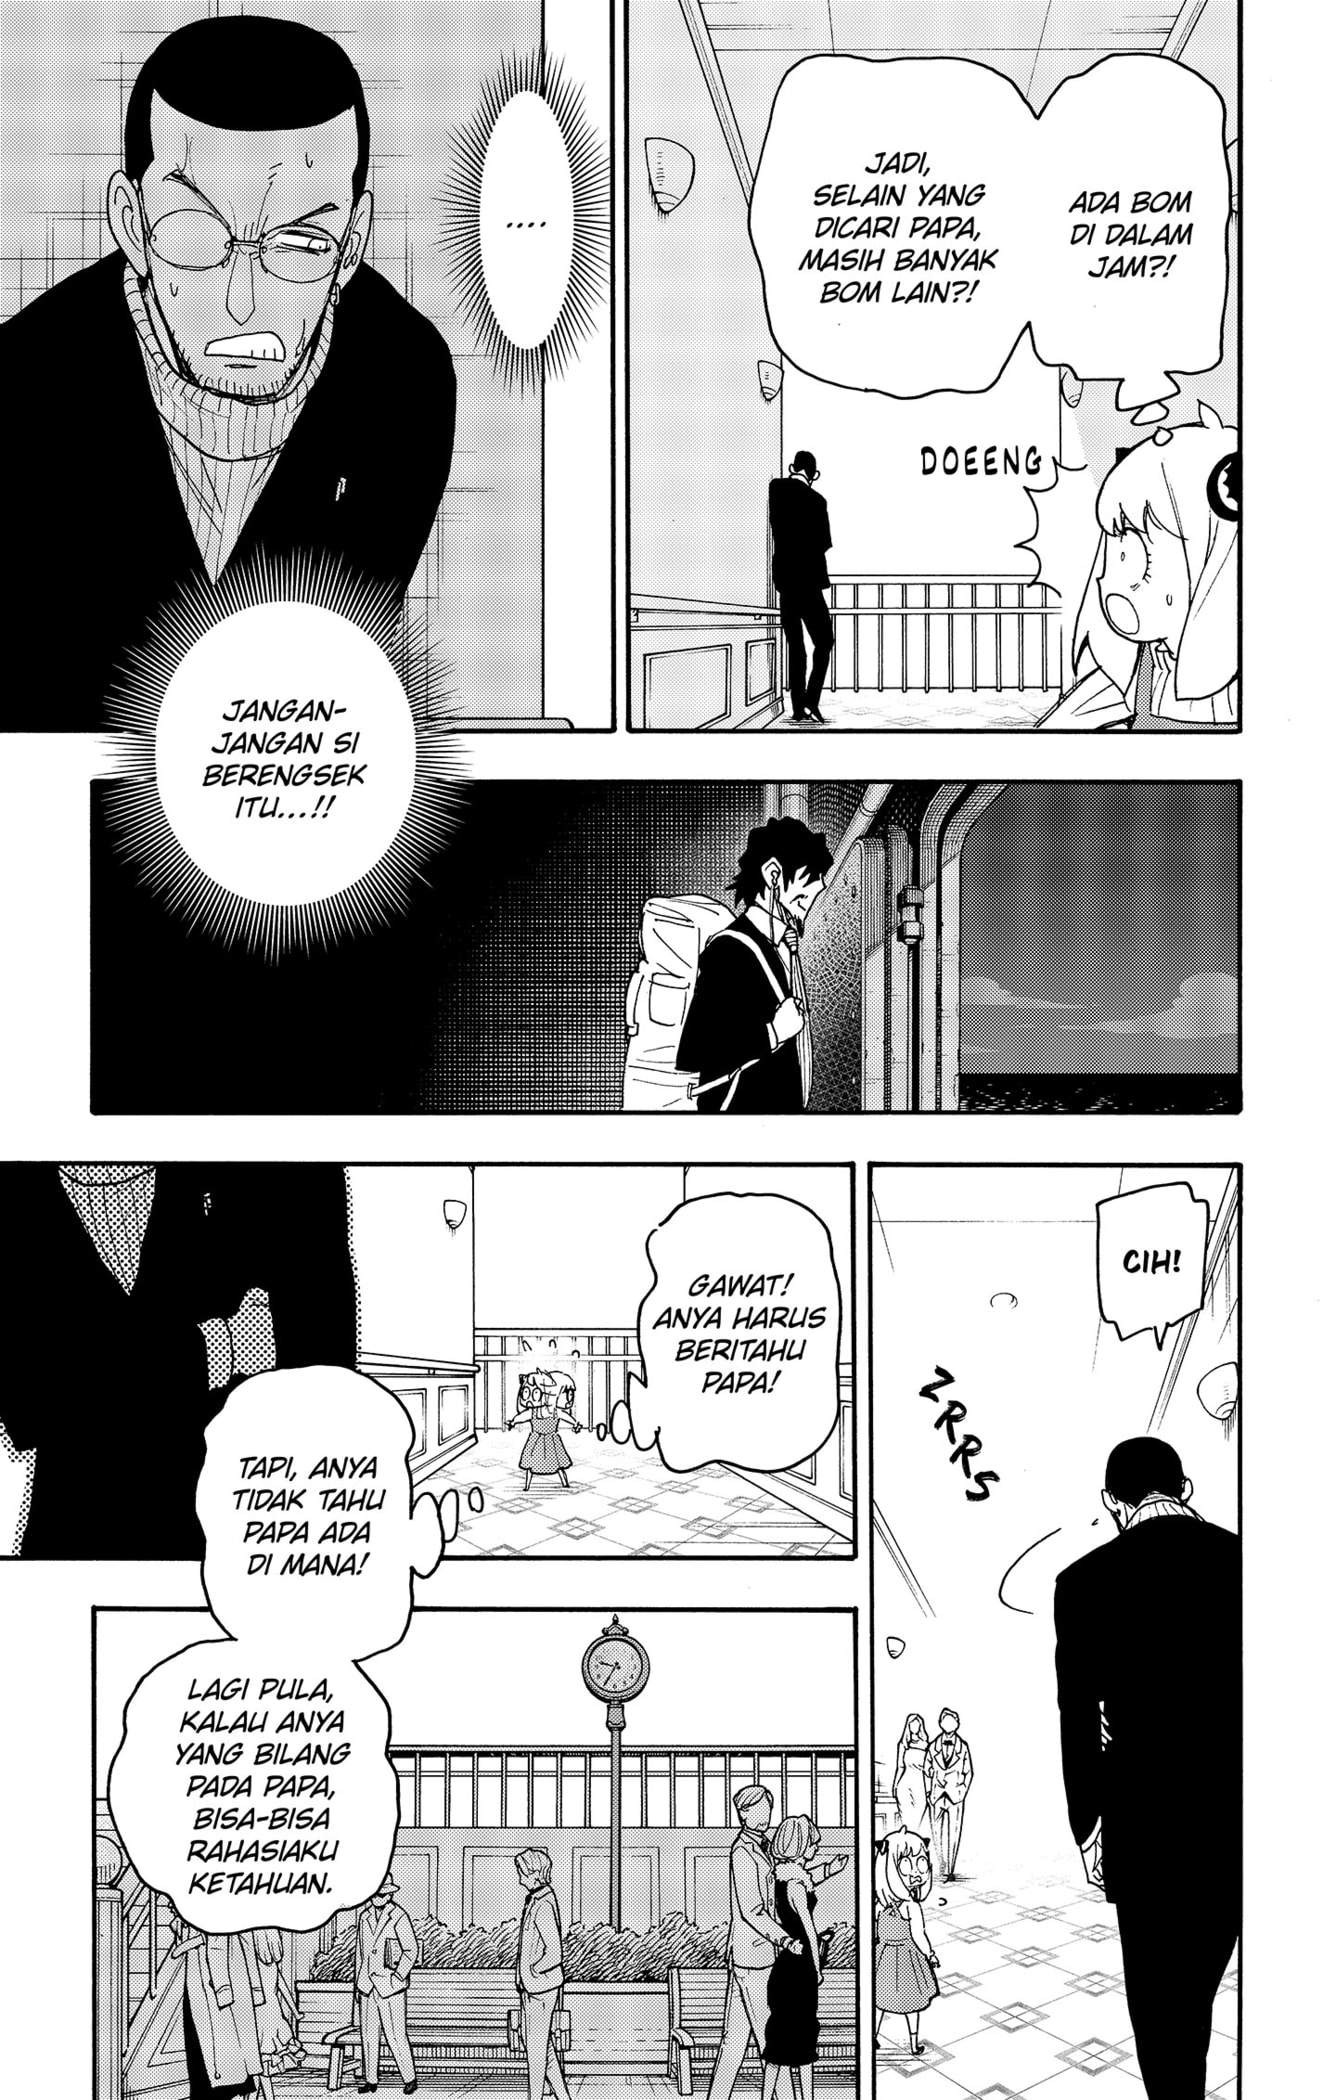 ADA BOM
DI DALAM
JAM?!
JADI,
SELAIN YANG
DICARI PAPA,
MASIH BANYAK
BOM LAIN?!
DOEENG
....
JANGAN-
JANGAN SI
BERENGSEK
ITU...!!
CIH!
ZRRS
GAWAT!
ANYA HARUS
BERITAHU
PAPA!
TAPI, ANYA
TIDAK TAHU
PAPA ADA
DI MANA!
LAGI PULA,
KALAU ANYA
YANG BILANG
PADA PAPA,
BISA-BISA
RAHASIAKU
KETAHUAN.